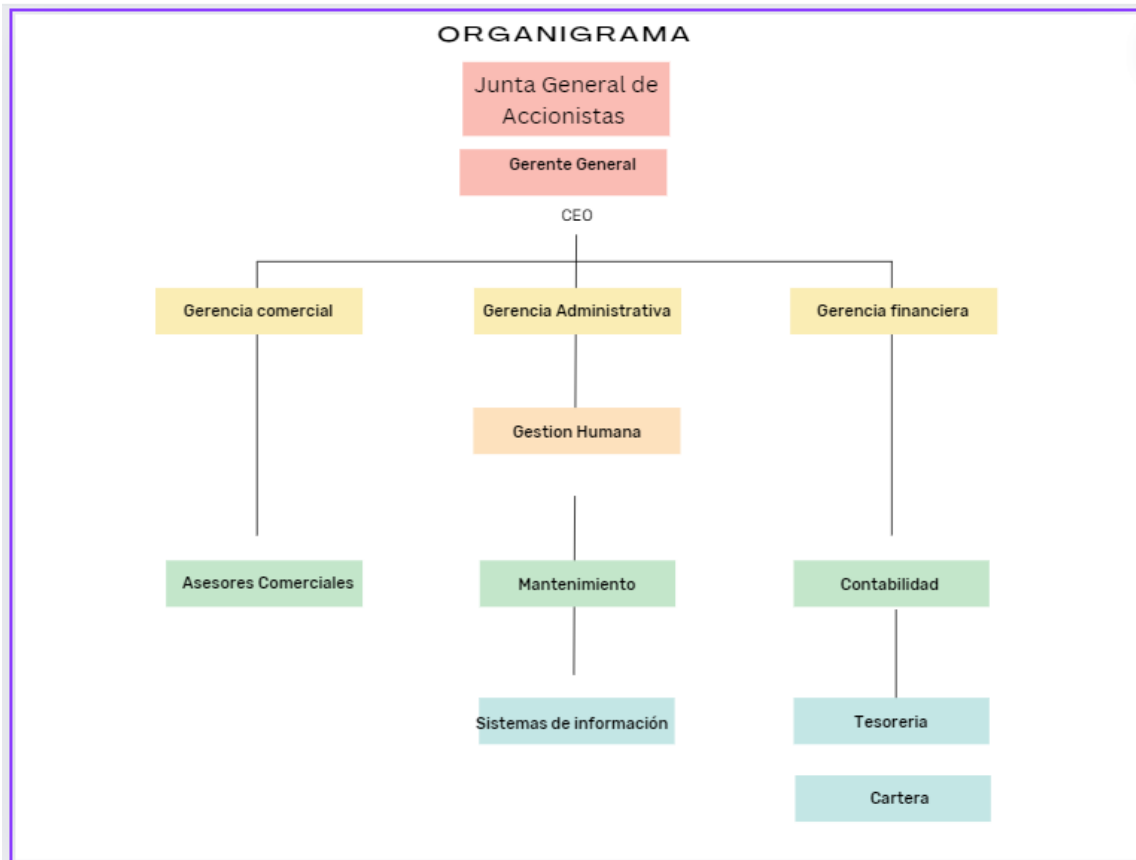 ORGANIGRAMA
Junta General de
Accionistas
Gerente General
CEO
Gerencia comercial
Gerencia Administrativa
Gerencia financiera
Gestion Humana
Asesores Comerciales
Mantenimiento
Contabilidad
Sistemas de información
Tesoreria
Cartera